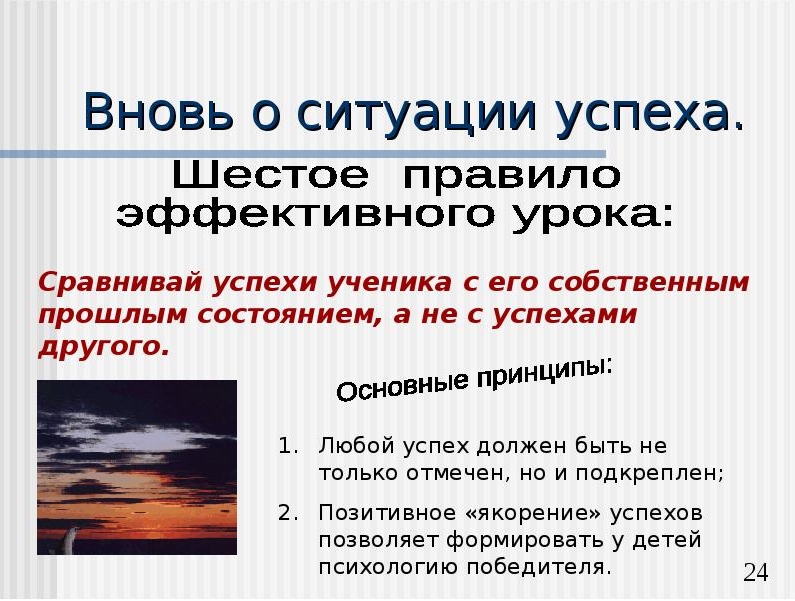 Вновь о ситуации успеха.
Шестое правило
эффективного урока:
Сравнивай успехи ученика с его собственным
прошлым состоянием, а не с успехами
другого.
Основные принципы:
1. Любой успех должен быть не
только отмечен, но и подкреплен;
2. Позитивное «якорение» успехов
позволяет формировать у детей
психологию победителя.
24